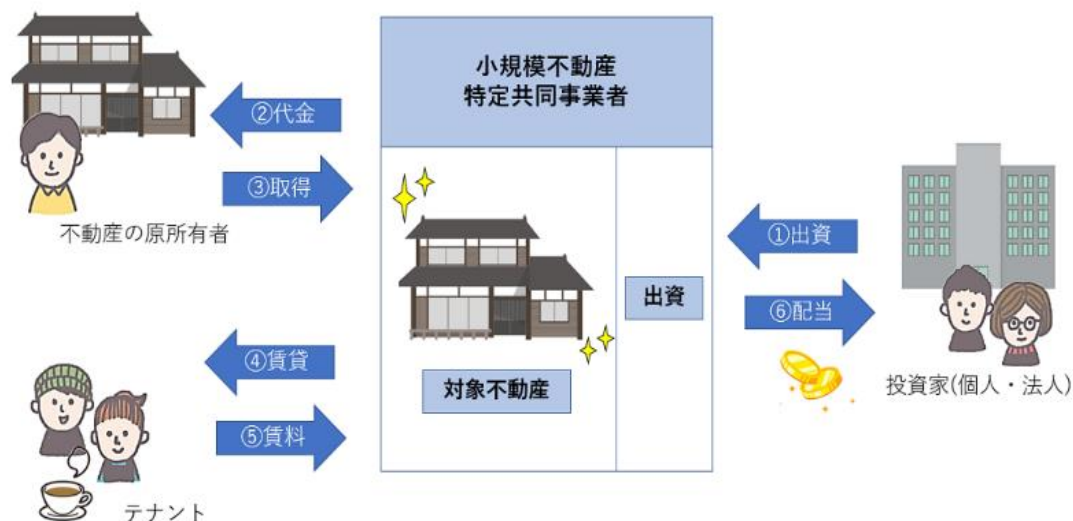 小規模不動産
特定共同事業者
②代金
③取得
不動産の原所有者
①出資
出資
⑥配当
投資家(個人・法人)
④賃貸
対象不動産
⑤賃料
テナント